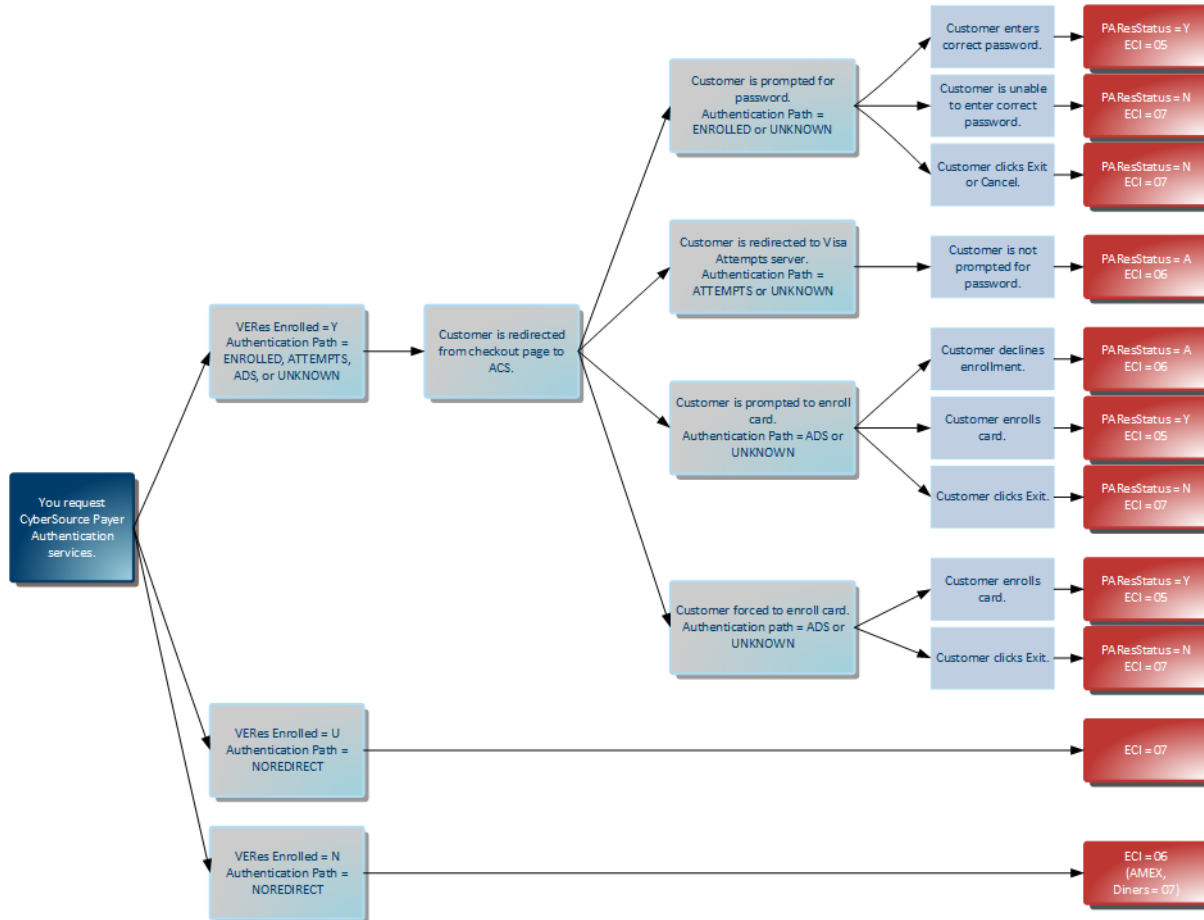 You request
CyberSource Payer
Authentication
services.
VERes Enrolled = Y
Authentication Path =
ENROLLED, ATTEMPTS,
ADS, or UNKNOWN
Customer is redirected
from checkout page to
ACS.
Customer is prompted for
password.
Authentication Path =
ENROLLED or UNKNOWN
Customer enters
correct password.
PAResStatus = Y
ECI = 05
Customer is unable
to enter correct
password.
PAResStatus = N
ECI = 07
Customer clicks Exit
or Cancel.
PAResStatus = N
ECI = 07
Customer is redirected to Visa
Attempts server.
Authentication Path =
ATTEMPTS or UNKNOWN
Customer is not
prompted for
password.
PAResStatus = A
ECI = 06
Customer is prompted to enroll
card.
Authentication Path = ADS or
UNKNOWN
Customer declines
enrollment.
PAResStatus = A
ECI = 06
Customer enrolls
card.
PAResStatus = Y
ECI = 05
Customer clicks Exit.
PAResStatus = N
ECI = 07
Customer forced to enroll card.
Authentication path = ADS or
UNKNOWN
Customer enrolls
card.
PAResStatus = Y
ECI = 05
Customer clicks Exit.
PAResStatus = N
ECI = 07
VERes Enrolled = U
Authentication Path =
NOREDIRECT
ECI = 07
VERes Enrolled = N
Authentication Path =
NOREDIRECT
ECI = 06
(AMEX,
Diners = 07)